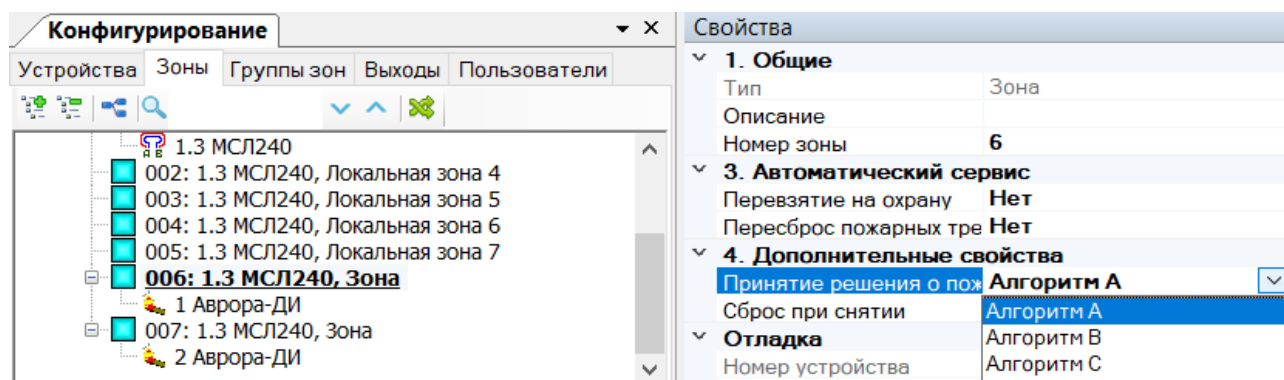 Конфигурирование
Устройства Зоны Группы зон Выходы Пользователи
1.3 МСЛ240
002: 1.3 МСЛ240, Локальная зона 4
003: 1.3 МСЛ240, Локальная зона 5
004: 1.3 МСЛ240, Локальная зона 6
005: 1.3 МСЛ240, Локальная зона 7
006: 1.3 МСЛ240, Зона
1 Аврора-ДИ
007: 1.3 МСЛ240, Зона
2 Аврора-ДИ
Свойства
1. Общие
Тип Зона
Описание
Номер зоны 6
3. Автоматический сервис
Перевзятие на охрану Нет
Пересброс пожарных тре Нет
4. Дополнительные свойства
Принятие решения о пож Алгоритм А
Сброс при снятии Алгоритм А
Отладка Алгоритм В
Номер устройства Алгоритм С